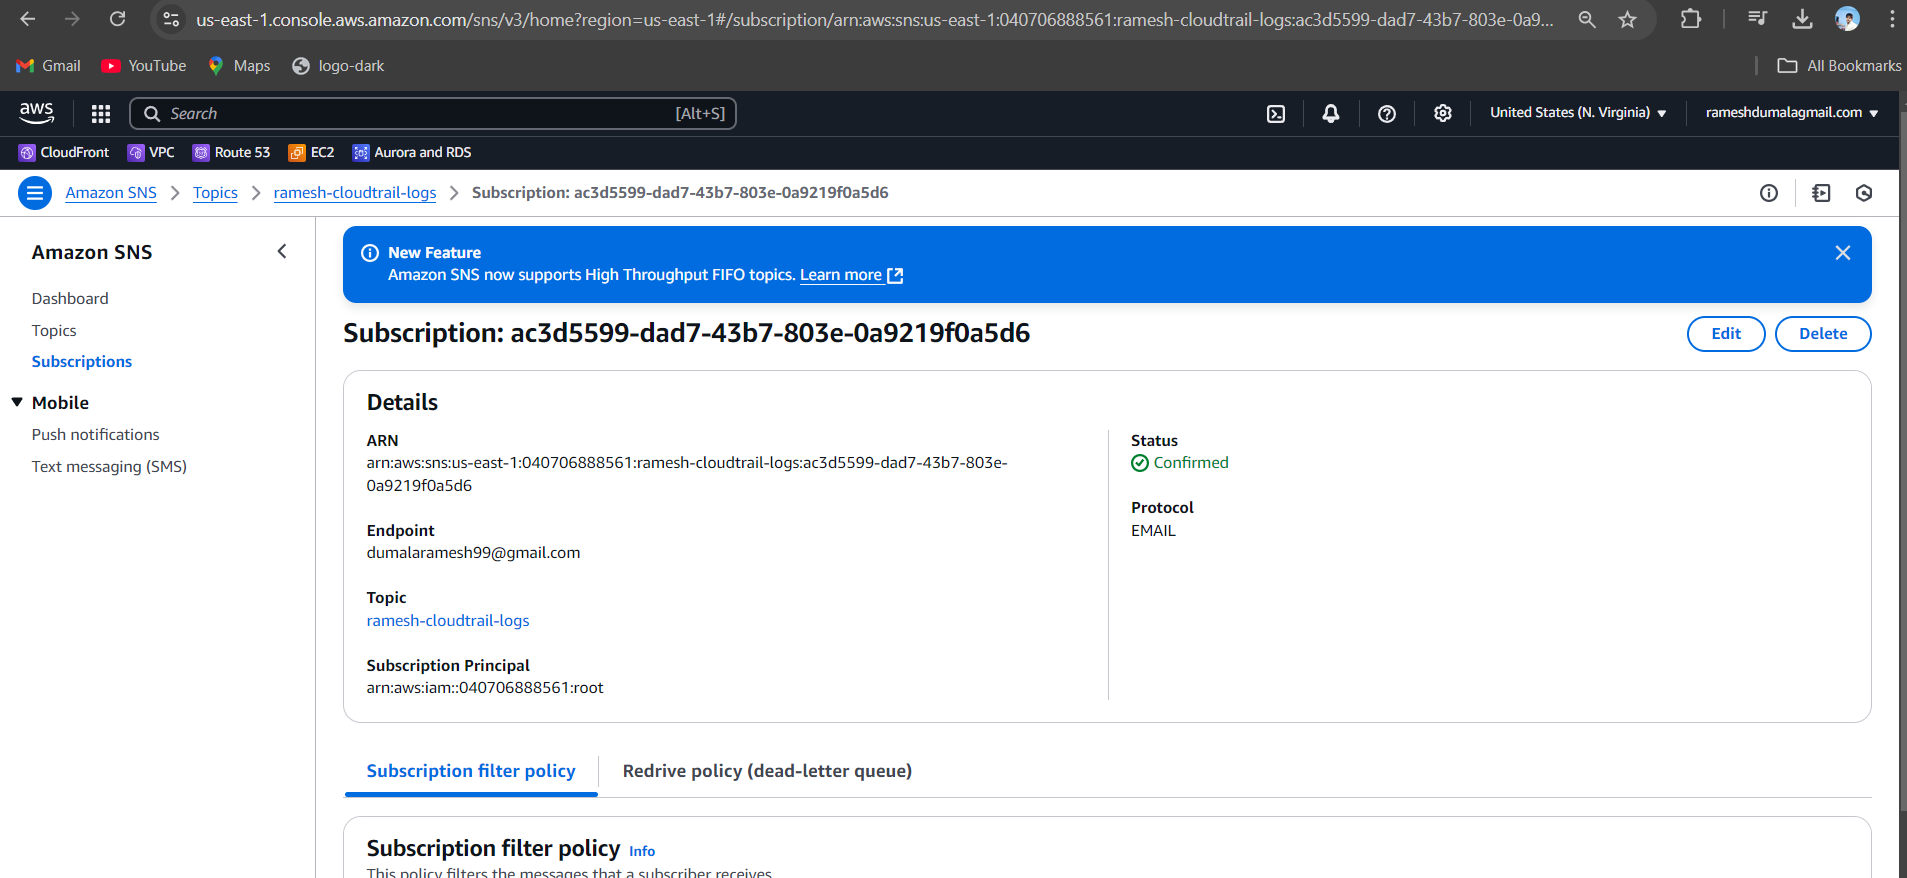 us-east-1.console.aws.amazon.com/sns/v3/home?region=us-east-1#/subscription/arn:aws:sns:us-east-1:040706888561:ramesh-cloudtrail-logs:ac3d5599-dad7-43b7-803e-0a9...
Gmail YouTube Maps logo-dark All Bookmarks
aws Search [Alt+S] United States (N. Virginia) rameshdumalagmail.com
CloudFront VPC Route 53 EC2 Aurora and RDS
Amazon SNS Topics ramesh-cloudtrail-logs Subscription: ac3d5599-dad7-43b7-803e-0a9219f0a5d6
Amazon SNS
Dashboard
Topics
Subscriptions
Mobile
Push notifications
Text messaging (SMS)
New Feature
Amazon SNS now supports High Throughput FIFO topics. Learn more
Subscription: ac3d5599-dad7-43b7-803e-0a9219f0a5d6
Edit Delete
Details
ARN
arn:aws:sns:us-east-1:040706888561:ramesh-cloudtrail-logs:ac3d5599-dad7-43b7-803e-
0a9219f0a5d6
Endpoint
dumalaramesh99@gmail.com
Topic
ramesh-cloudtrail-logs
Subscription Principal
arn:aws:iam::040706888561:root
Status
Confirmed
Protocol
EMAIL
Subscription filter policy Redrive policy (dead-letter queue)
Subscription filter policy Info
This policy filters the messages that a subscriber receives.